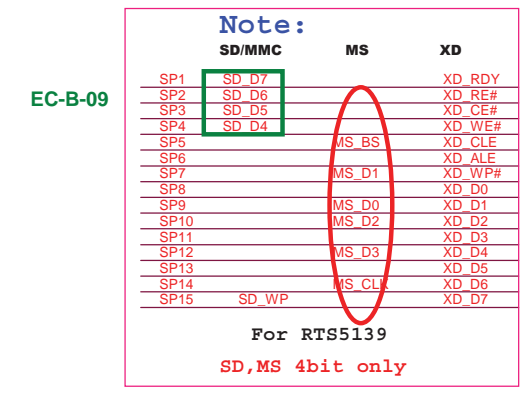 Note:
SD/MMC MS XD
SP1 SD_D7 XD_RDY
EC-B-09
SP2 SD_D6 XD_RE#
SP3 SD_D5 XD_CE#
SP4 SD_D4 XD_WE#
SP5 MS_BS XD_CLE
SP6 XD_ALE
SP7 MS_D1 XD_WP#
SP8 XD_D0
SP9 MS_D0 XD_D1
SP10 MS_D2 XD_D2
SP11 XD_D3
SP12 MS_D3 XD_D4
SP13 XD_D5
SP14 MS_CLK XD_D6
SP15 SD_WP XD_D7
For RTS5139
SD,MS 4bit only